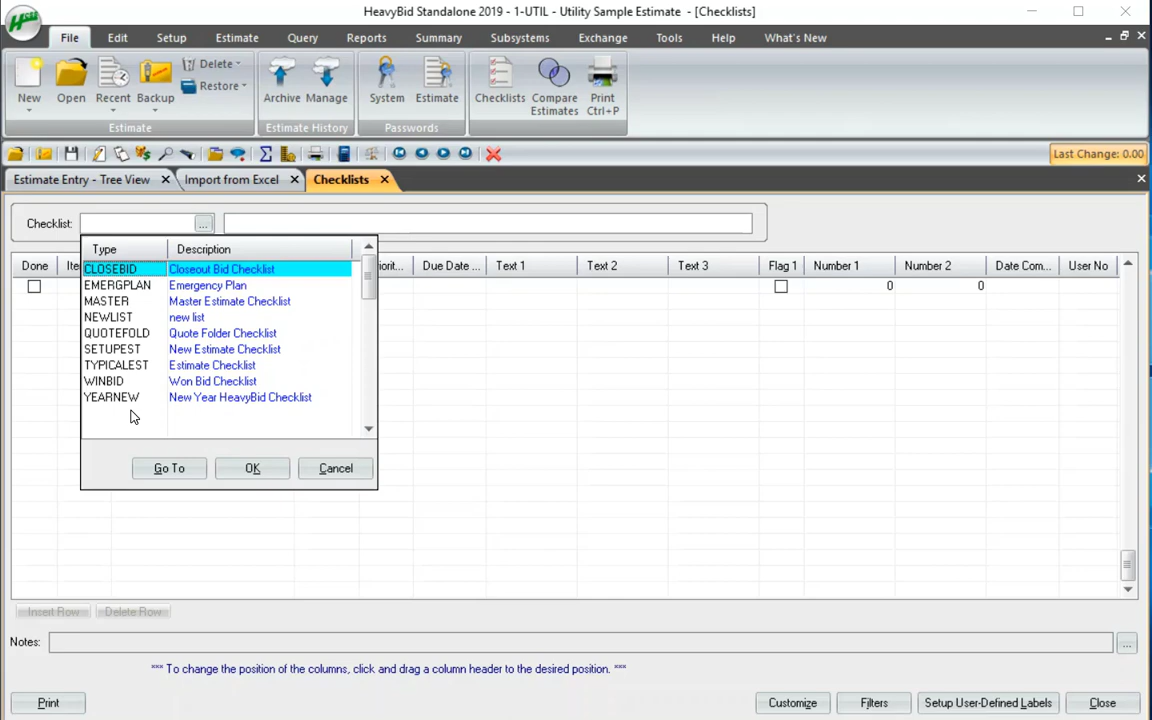 HeavyBid Standalone 2019 - 1-UTIL - Utility Sample Estimate - [Checklists]
File Edit Setup Estimate Query Reports Summary Subsystems Exchange Tools Help What's New
New Open Recent Backup Delete Restore Archive Manage System Estimate Checklists Compare Estimates Print Ctrl+P
Estimate Estimate History Passwords
Last Change: 0.00
Estimate Entry - Tree View Import from Excel Checklists
Checklist: ...
Type Description
Done Due Date ... Text 1 Text 2 Text 3 Flag 1 Number 1 Number 2 Date Com... User No
CLOSEBID Closeout Bid Checklist
EMERGPLAN Emergency Plan 0 0
MASTER Master Estimate Checklist
NEWLIST new list
QUOTEFOLD Quote Folder Checklist
SETUPEST New Estimate Checklist
TYPICALEST Estimate Checklist
WINBID Won Bid Checklist
YEARNEW New Year HeavyBid Checklist
Go To OK Cancel
Insert Row Delete Row
Notes: ...
*** To change the position of the columns, click and drag a column header to the desired position. ***
Print Customize Filters Setup User-Defined Labels Close